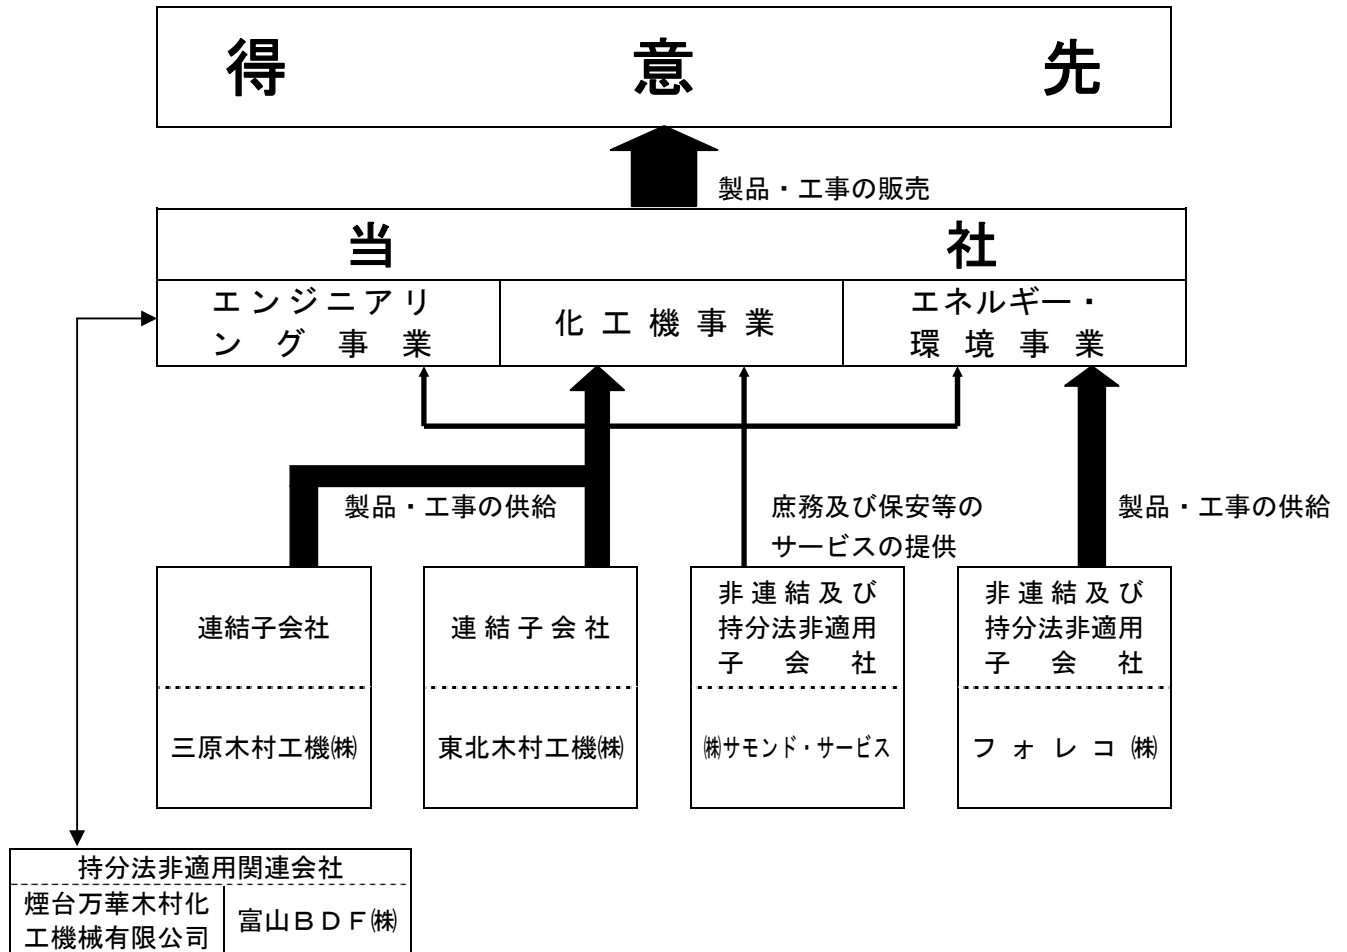 得意先
製品・工事の販売
当社
エンジニアリ
ング事業
化工機事業
エネルギー・
環境事業
製品・工事の供給
庶務及び保安等の
サービスの提供
製品・工事の供給
連結子会社
三原木村工機㈱
連結子会社
東北木村工機㈱
非連結及び
持分法非適用
子会社
㈱サモンド・サービス
非連結及び
持分法非適用
子会社
フォレコ㈱
持分法非適用関連会社
煙台万華木村化
工機械有限公司
富山ＢＤＦ㈱